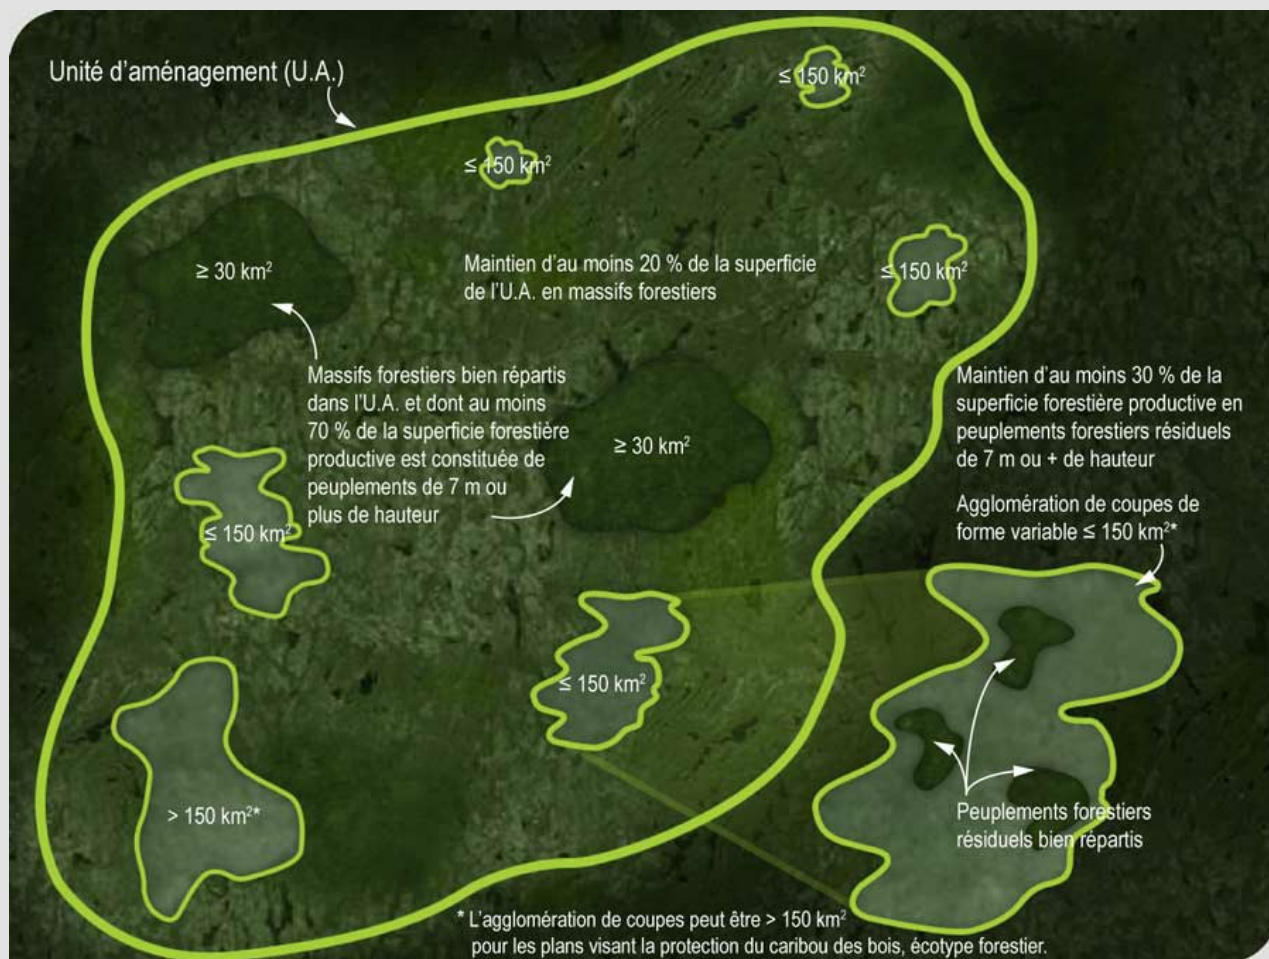 Unité d'aménagement (U.A.)
≤ 150 km²
≤ 150 km²
≤ 150 km²
≥ 30 km²
Maintien d'au moins 20 % de la superficie
de l'U.A. en massifs forestiers
Massifs forestiers bien répartis
dans l'U.A. et dont au moins
70 % de la superficie forestière
productive est constituée de
peuplements de 7 m ou
plus de hauteur
≥ 30 km²
Maintien d'au moins 30 % de la
superficie forestière productive en
peuplements forestiers résiduels
de 7 m ou + de hauteur
Agglomération de coupes de
forme variable ≤ 150 km²*
≤ 150 km²
≤ 150 km²
> 150 km²*
Peuplements forestiers
résiduels bien répartis
* L'agglomération de coupes peut être > 150 km²
pour les plans visant la protection du caribou des bois, écotype forestier.